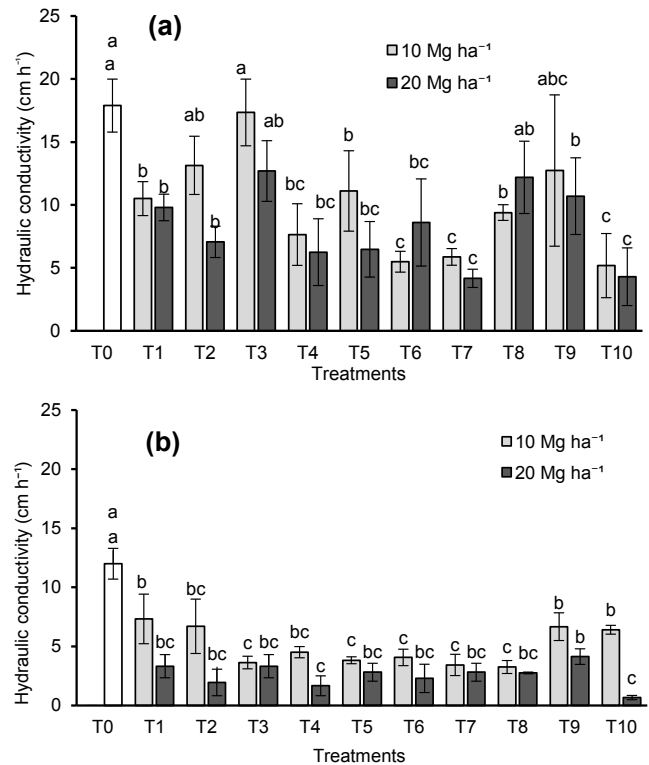 (a)
10 Mg ha⁻¹
20 Mg ha⁻¹
Hydraulic conductivity (cm h⁻¹)
25
20
15
10
5
0
a
a
b
b
ab
b
a
ab
bc
bc
b
bc
c
bc
c
c
b
ab
abc
b
c
c
T0 T1 T2 T3 T4 T5 T6 T7 T8 T9 T10
Treatments
(b)
10 Mg ha⁻¹
20 Mg ha⁻¹
Hydraulic conductivity (cm h⁻¹)
25
20
15
10
5
0
a
a
b
bc
bc
bc
c
bc
bc
c
c
bc
c
bc
c
bc
c
bc
b
b
b
c
T0 T1 T2 T3 T4 T5 T6 T7 T8 T9 T10
Treatments